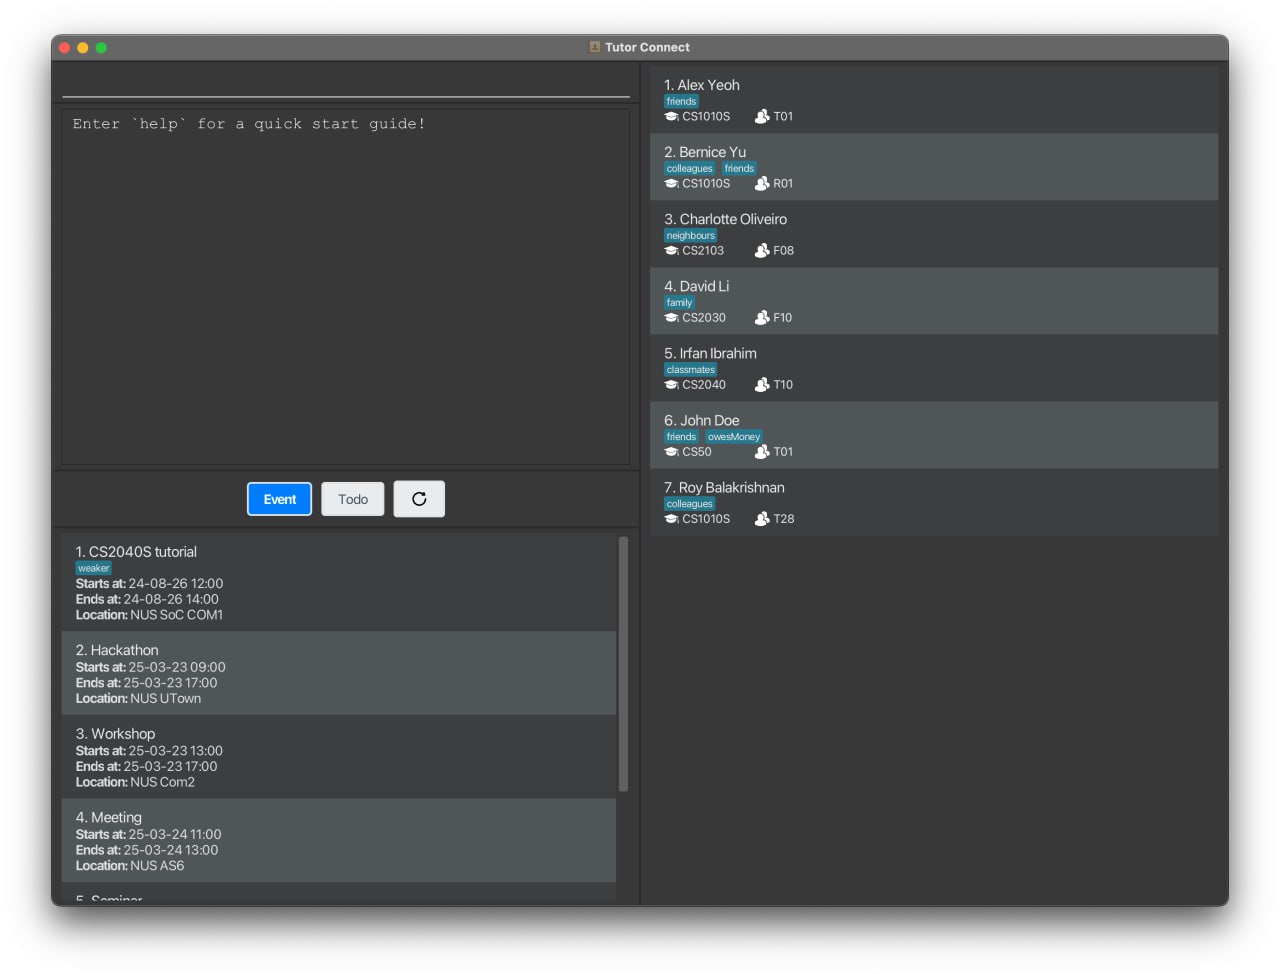 Tutor Connect
Enter `help` for a quick start guide!
Event
Todo
1. CS2040S tutorial
weaker
Starts at: 24-08-26 12:00
Ends at: 24-08-26 14:00
Location: NUS SoC COM1
2. Hackathon
Starts at: 25-03-23 09:00
Ends at: 25-03-23 17:00
Location: NUS UTown
3. Workshop
Starts at: 25-03-23 13:00
Ends at: 25-03-23 17:00
Location: NUS Com2
4. Meeting
Starts at: 25-03-24 11:00
Ends at: 25-03-24 13:00
Location: NUS AS6
5. Seminar
1. Alex Yeoh
friends
CS1010S T01
2. Bernice Yu
colleagues friends
CS1010S R01
3. Charlotte Oliveiro
neighbours
CS2103 F08
4. David Li
family
CS2030 F10
5. Irfan Ibrahim
classmates
CS2040 T10
6. John Doe
friends owesMoney
CS50 T01
7. Roy Balakrishnan
colleagues
CS1010S T28